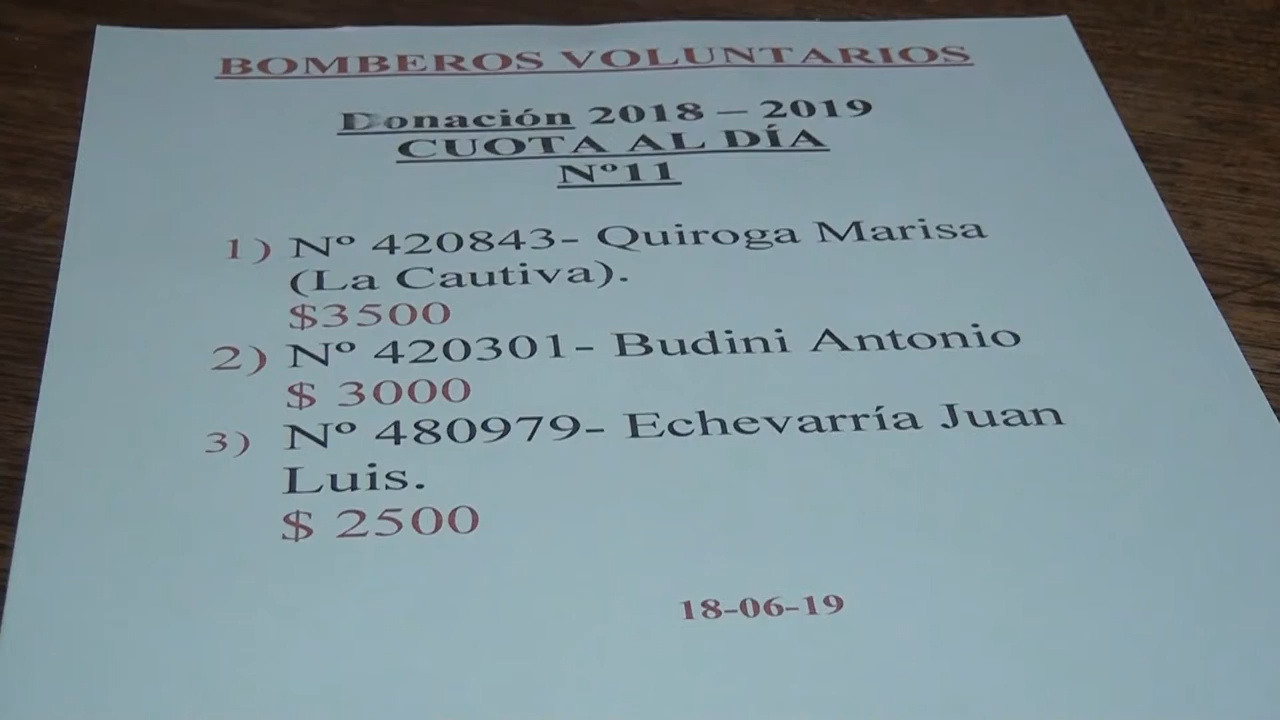 BOMBEROS VOLUNTARIOS
Donación 2018 – 2019
CUOTA AL DÍA
Nº11
1) Nº 420843- Quiroga Marisa
(La Cautiva).
$3500
2) Nº 420301- Budini Antonio
$ 3000
3) Nº 480979- Echevarría Juan
Luis.
$ 2500
18-06-19